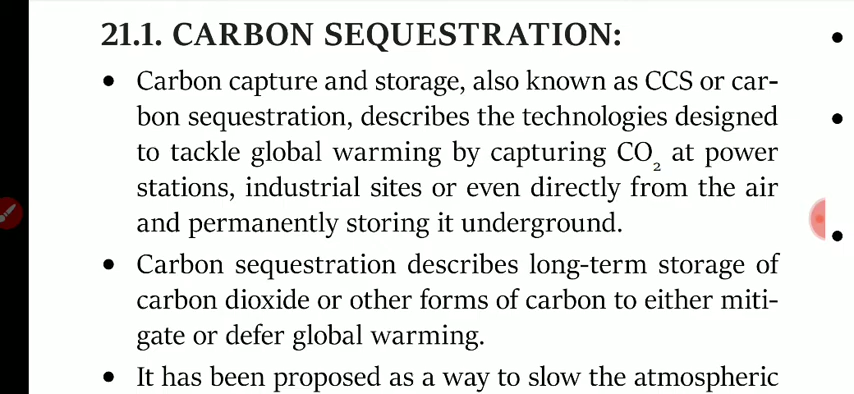 21.1. CARBON SEQUESTRATION:
• Carbon capture and storage, also known as CCS or car-
bon sequestration, describes the technologies designed
to tackle global warming by capturing CO₂ at power
stations, industrial sites or even directly from the air
and permanently storing it underground.
• Carbon sequestration describes long-term storage of
carbon dioxide or other forms of carbon to either miti-
gate or defer global warming.
• It has been proposed as a way to slow the atmospheric